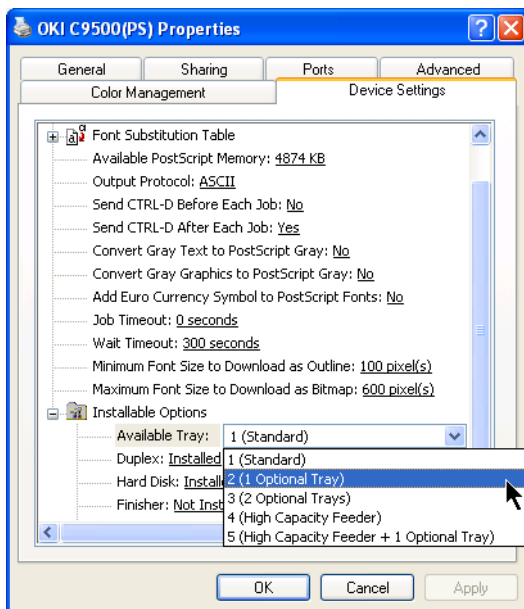 OKI C9500(PS) Properties
General Sharing Ports Advanced
Color Management Device Settings
Font Substitution Table
Available PostScript Memory: 4874 KB
Output Protocol: ASCII
Send CTRL-D Before Each Job: No
Send CTRL-D After Each Job: Yes
Convert Gray Text to PostScript Gray: No
Convert Gray Graphics to PostScript Gray: No
Add Euro Currency Symbol to PostScript Fonts: No
Job Timeout: 0 seconds
Wait Timeout: 300 seconds
Minimum Font Size to Download as Outline: 100 pixel(s)
Maximum Font Size to Download as Bitmap: 600 pixel(s)
Installable Options
Available Tray: 1 (Standard)
Duplex: Installed
Hard Disk: Install
Finisher: Not Inst
1 (Standard)
2 (1 Optional Tray)
3 (2 Optional Trays)
4 (High Capacity Feeder)
5 (High Capacity Feeder + 1 Optional Tray)
OK Cancel Apply